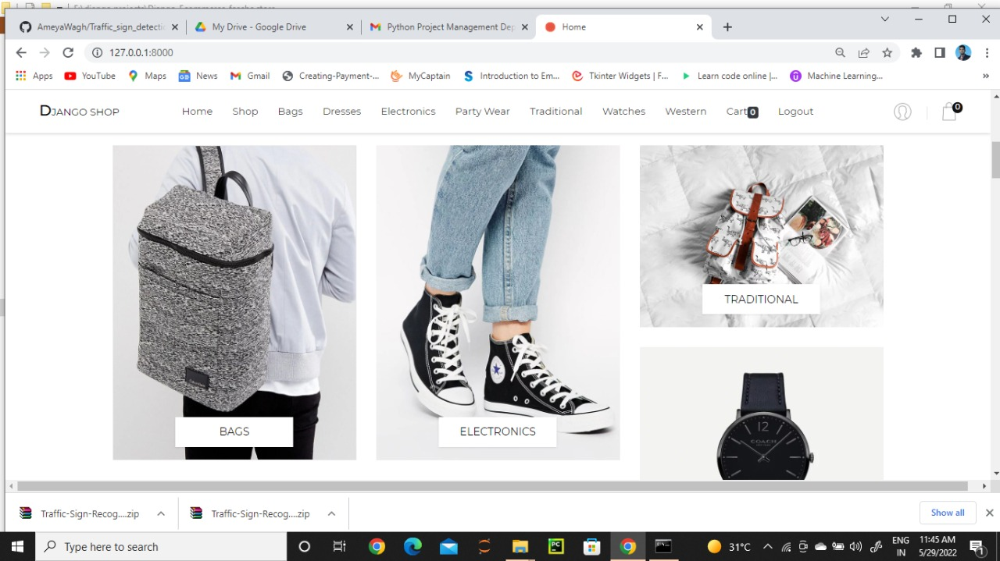 AmeyaWagh/Traffic_sign_detectio
My Drive - Google Drive
Python Project Management Dep
Home
127.0.0.1:8000
Apps
YouTube
Maps
News
Gmail
Creating-Payment-...
MyCaptain
Introduction to Em...
Tkinter Widgets | F...
Learn code online |...
Machine Learning...
»
DJANGO SHOP
Home
Shop
Bags
Dresses
Electronics
Party Wear
Traditional
Watches
Western
Cart 0
Logout
0
BAGS
ELECTRONICS
TRADITIONAL
12
COACH
Traffic-Sign-Recog....zip
Traffic-Sign-Recog....zip
Show all
Type here to search
31°C
ENG
IN
11:45 AM
5/29/2022
1